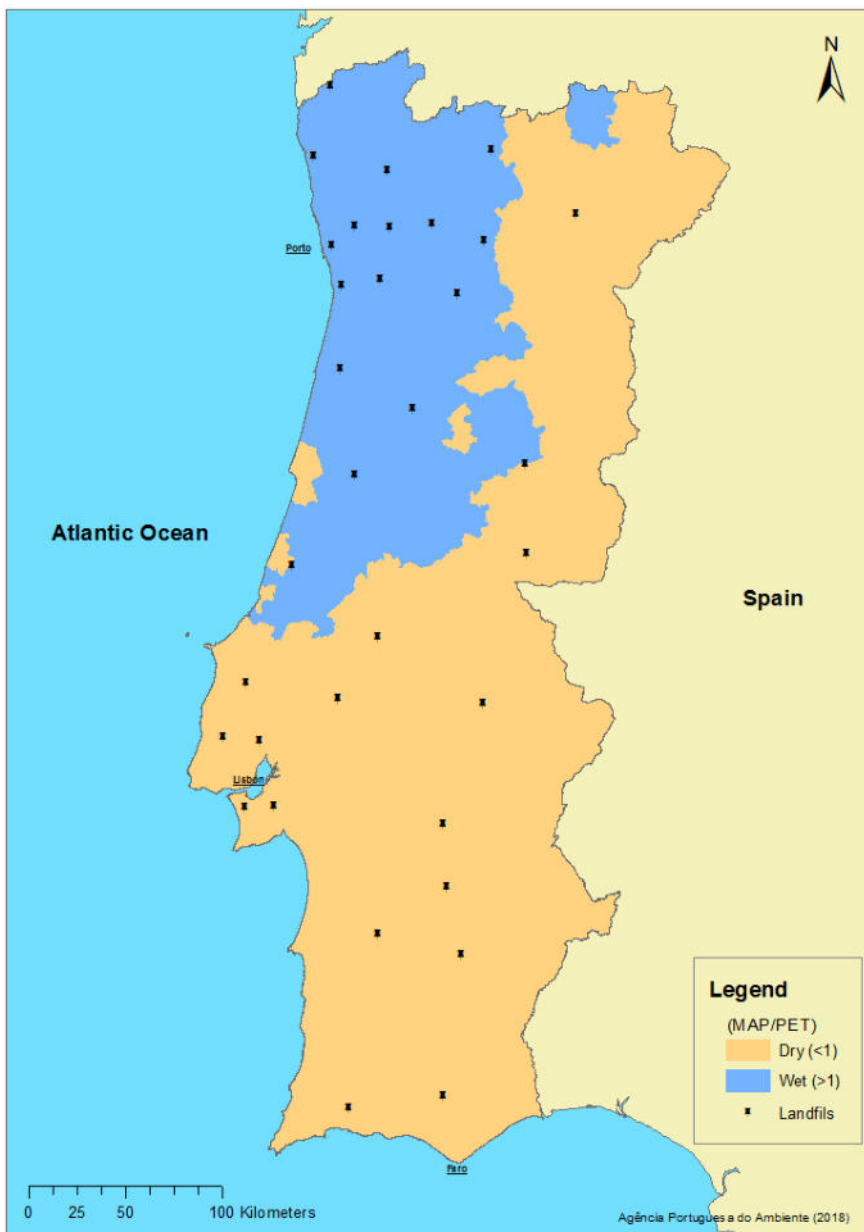 N
Porto
Atlantic Ocean
Spain
Lisbon
Legend
(MAP/PET)
Dry (<1)
Wet (>1)
Landfils
Faro
0 25 50 100 Kilometers
Agência Portuguesa do Ambiente (2018)